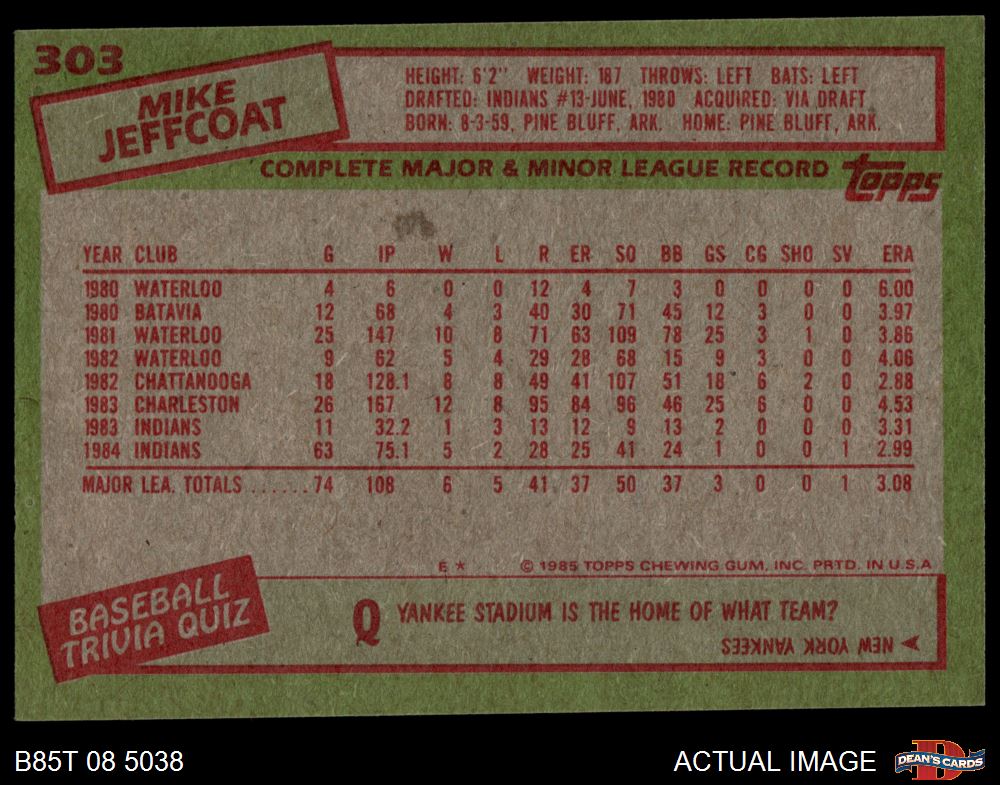 303
MIKE
JEFFCOAT
HEIGHT: 6'2" WEIGHT: 187 THROWS: LEFT BATS: LEFT
DRAFTED: INDIANS #13-JUNE, 1980 ACQUIRED: VIA DRAFT
BORN: 8-3-59, PINE BLUFF, ARK. HOME: PINE BLUFF, ARK.
COMPLETE MAJOR & MINOR LEAGUE RECORD topps
YEAR CLUB G IP W L R ER SO BB GS CG SHO SV ERA
1980 WATERLOO 4 6 0 0 12 4 7 3 0 0 0 0 6.00
1980 BATAVIA 12 68 4 3 40 30 71 45 12 3 0 0 3.97
1981 WATERLOO 25 147 10 8 71 63 109 78 25 3 1 0 3.86
1982 WATERLOO 9 62 5 4 29 28 68 15 9 3 0 0 4.06
1982 CHATTANOOGA 18 128.1 8 8 49 41 107 51 18 6 2 0 2.88
1983 CHARLESTON 26 167 12 8 95 84 96 46 25 6 0 0 4.53
1983 INDIANS 11 32.2 1 3 13 12 9 13 2 0 0 0 3.31
1984 INDIANS 63 75.1 5 2 28 25 41 24 1 0 0 1 2.99
MAJOR LEA. TOTALS ......74 108 6 5 41 37 50 37 3 0 0 1 3.08
E * © 1985 TOPPS CHEWING GUM, INC. PRTD. IN U.S.A
BASEBALL
TRIVIA QUIZ
Q YANKEE STADIUM IS THE HOME OF WHAT TEAM?
NEW YORK YANKEES
B85T 08 5038 ACTUAL IMAGE D DEAN'S CARDS